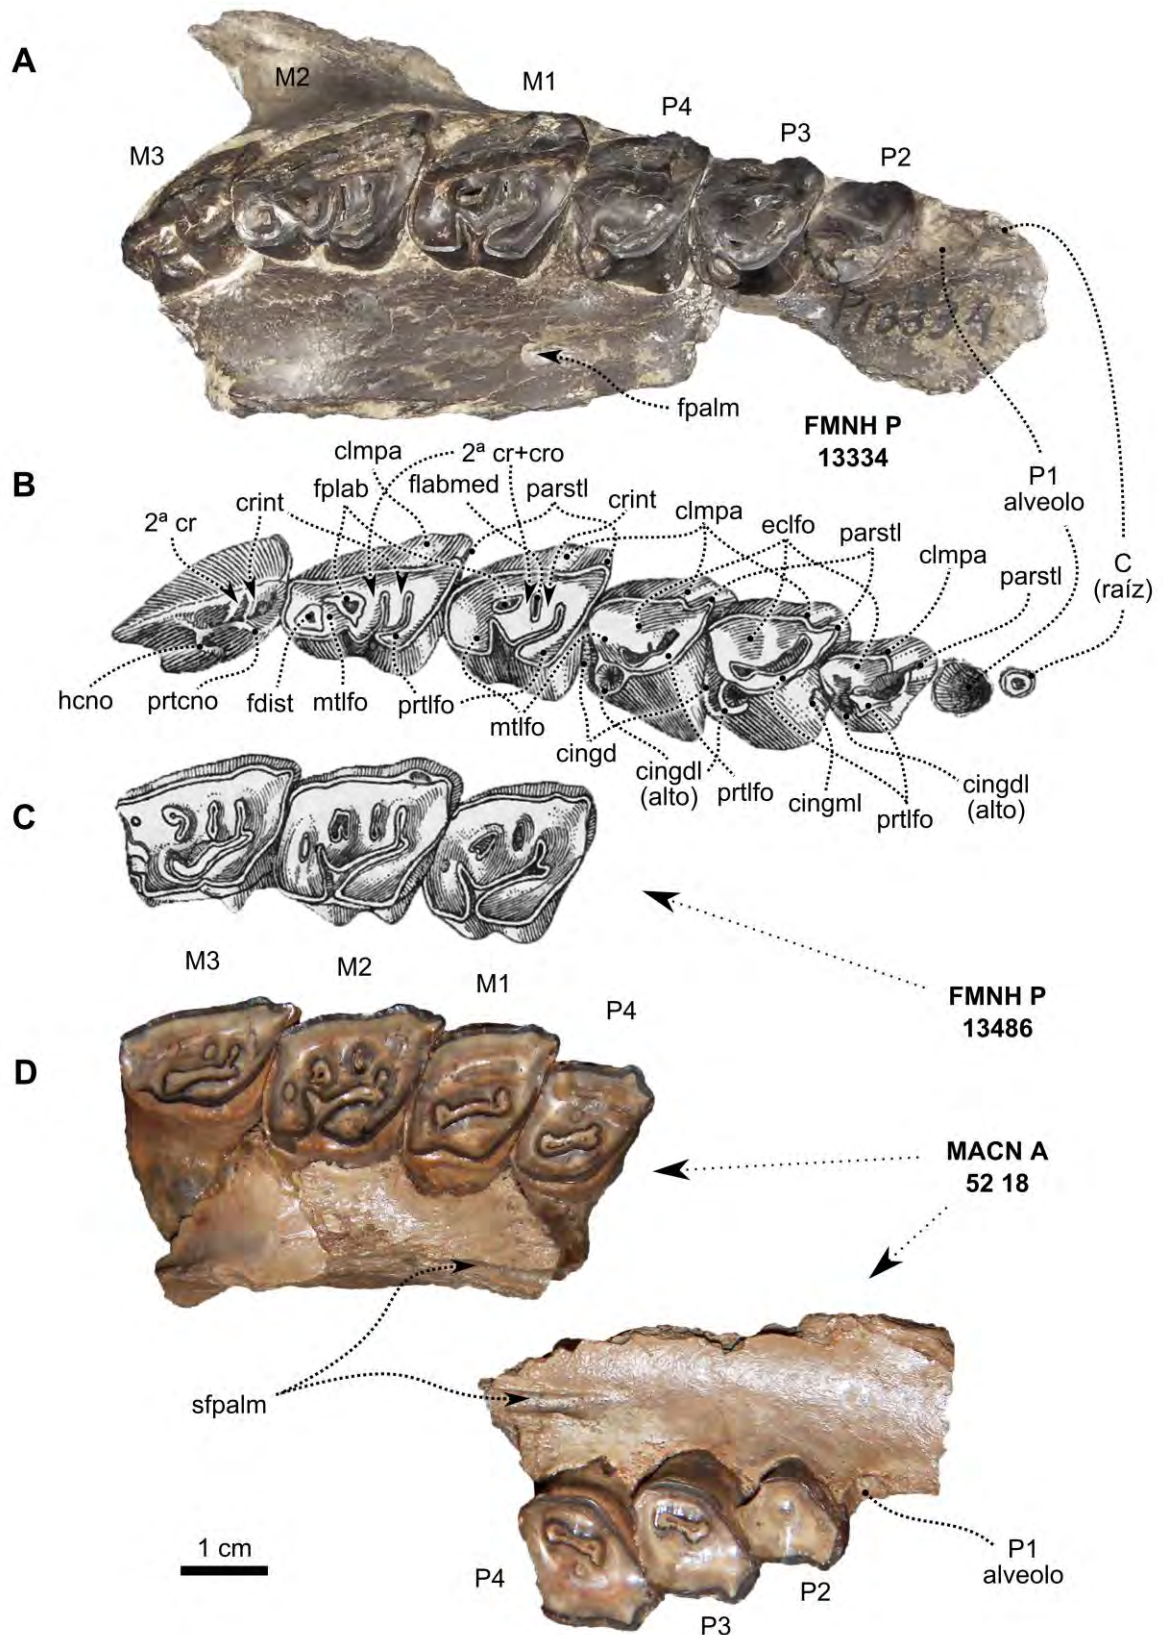 A
M3
M2
M1
P4
P3
P2
P13334
fpalm
FMNH P
13334
P1
alveolo
C
(raíz)
B
2ª cr
crint
fplab
clmpa
2ª cr+cro
flabmed
parstl
crint
clmpa
eclfo
parstl
clmpa
parstl
hcno
prtcno
fdist
mtlfo
prtlfo
mtlfo
cingd
cingdl
(alto)
prtlfo
cingml
prtlfo
cingdl
(alto)
C
M3
M2
M1
P4
FMNH P
13486
D
MACN A
52 18
sfpalm
1 cm
P4
P3
P2
P1
alveolo